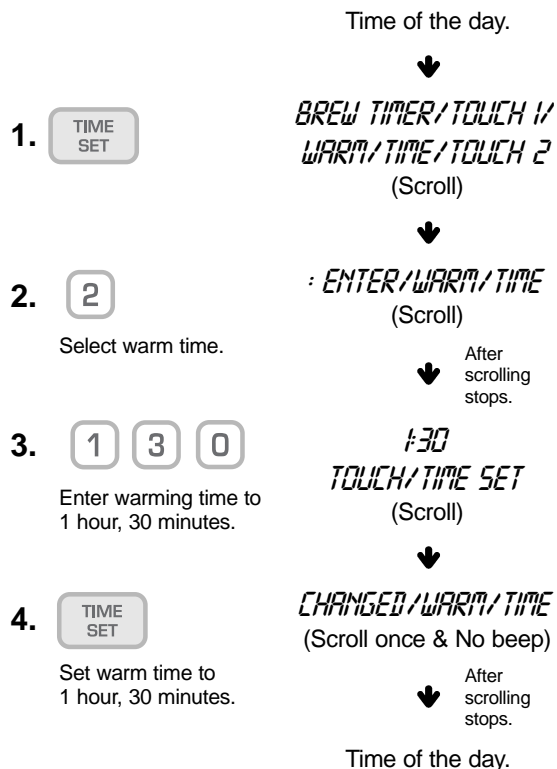 Time of the day.
1. TIME SET
BREW TIMER/TOUCH 1/
WARM/TIME/TOUCH 2
(Scroll)
2. 2
Select warm time.
: ENTER/WARM/TIME
(Scroll)
After
scrolling
stops.
3. 1 3 0
Enter warming time to
1 hour, 30 minutes.
1:30
TOUCH/TIME SET
(Scroll)
4. TIME SET
Set warm time to
1 hour, 30 minutes.
CHANGED/WARM/TIME
(Scroll once & No beep)
After
scrolling
stops.
Time of the day.